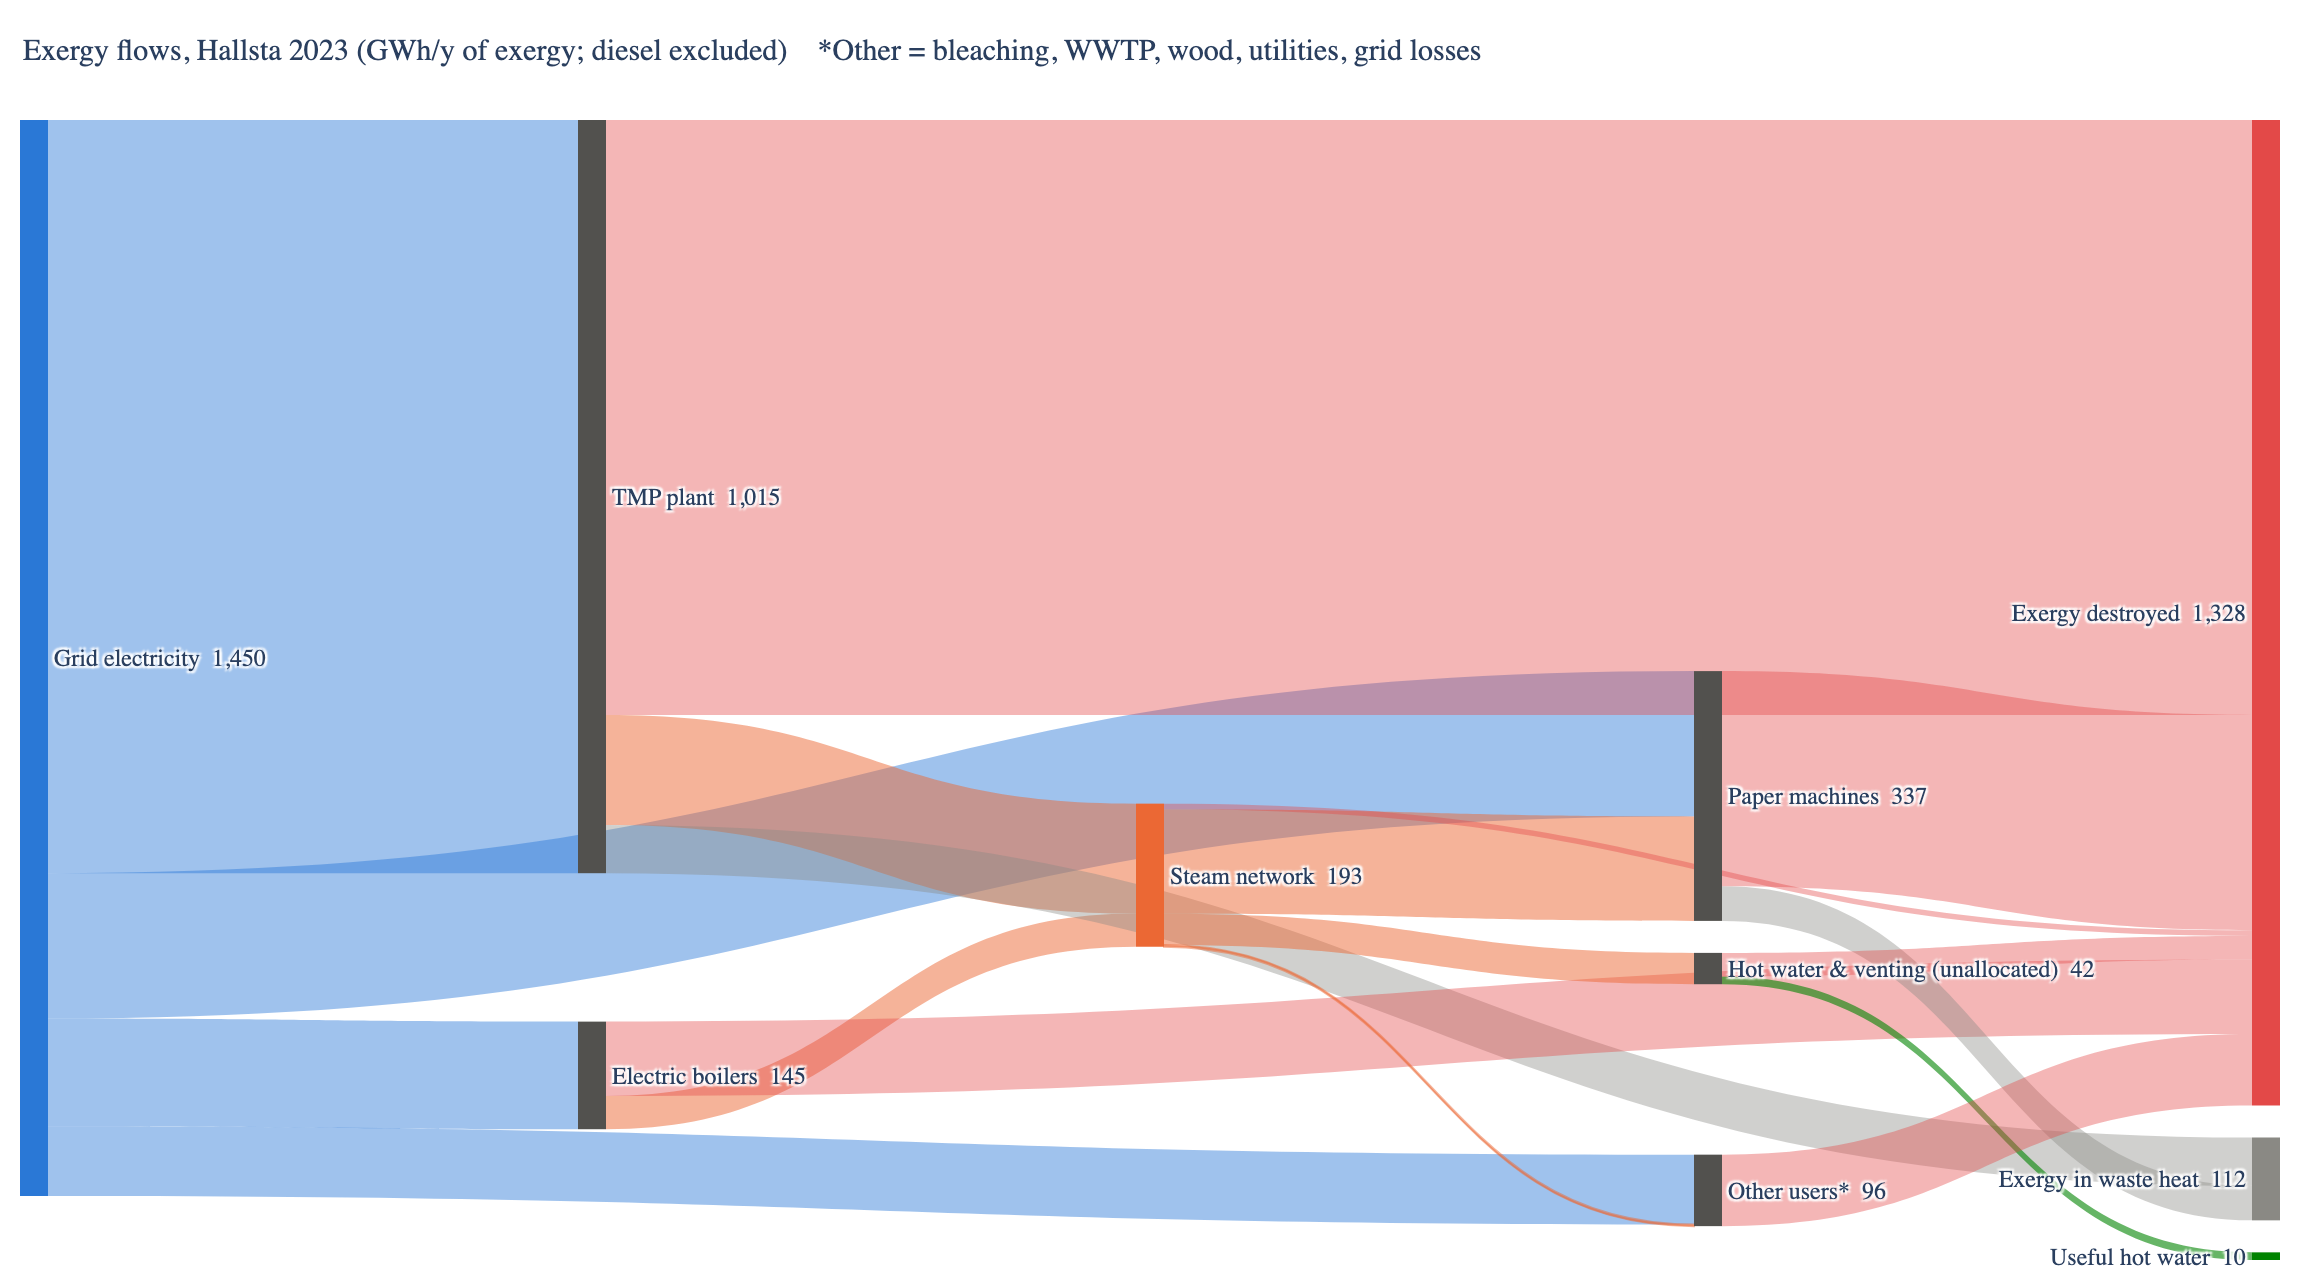 Exergy flows, Hallsta 2023 (GWh/y of exergy; diesel excluded)    *Other = bleaching, WWTP, wood, utilities, grid losses
TMP plant  1,015
Exergy destroyed  1,328
Grid electricity  1,450
Paper machines  337
Steam network  193
Hot water & venting (unallocated)  42
Electric boilers  145
Exergy in waste heat  112
Other users*  96
Useful hot water  10